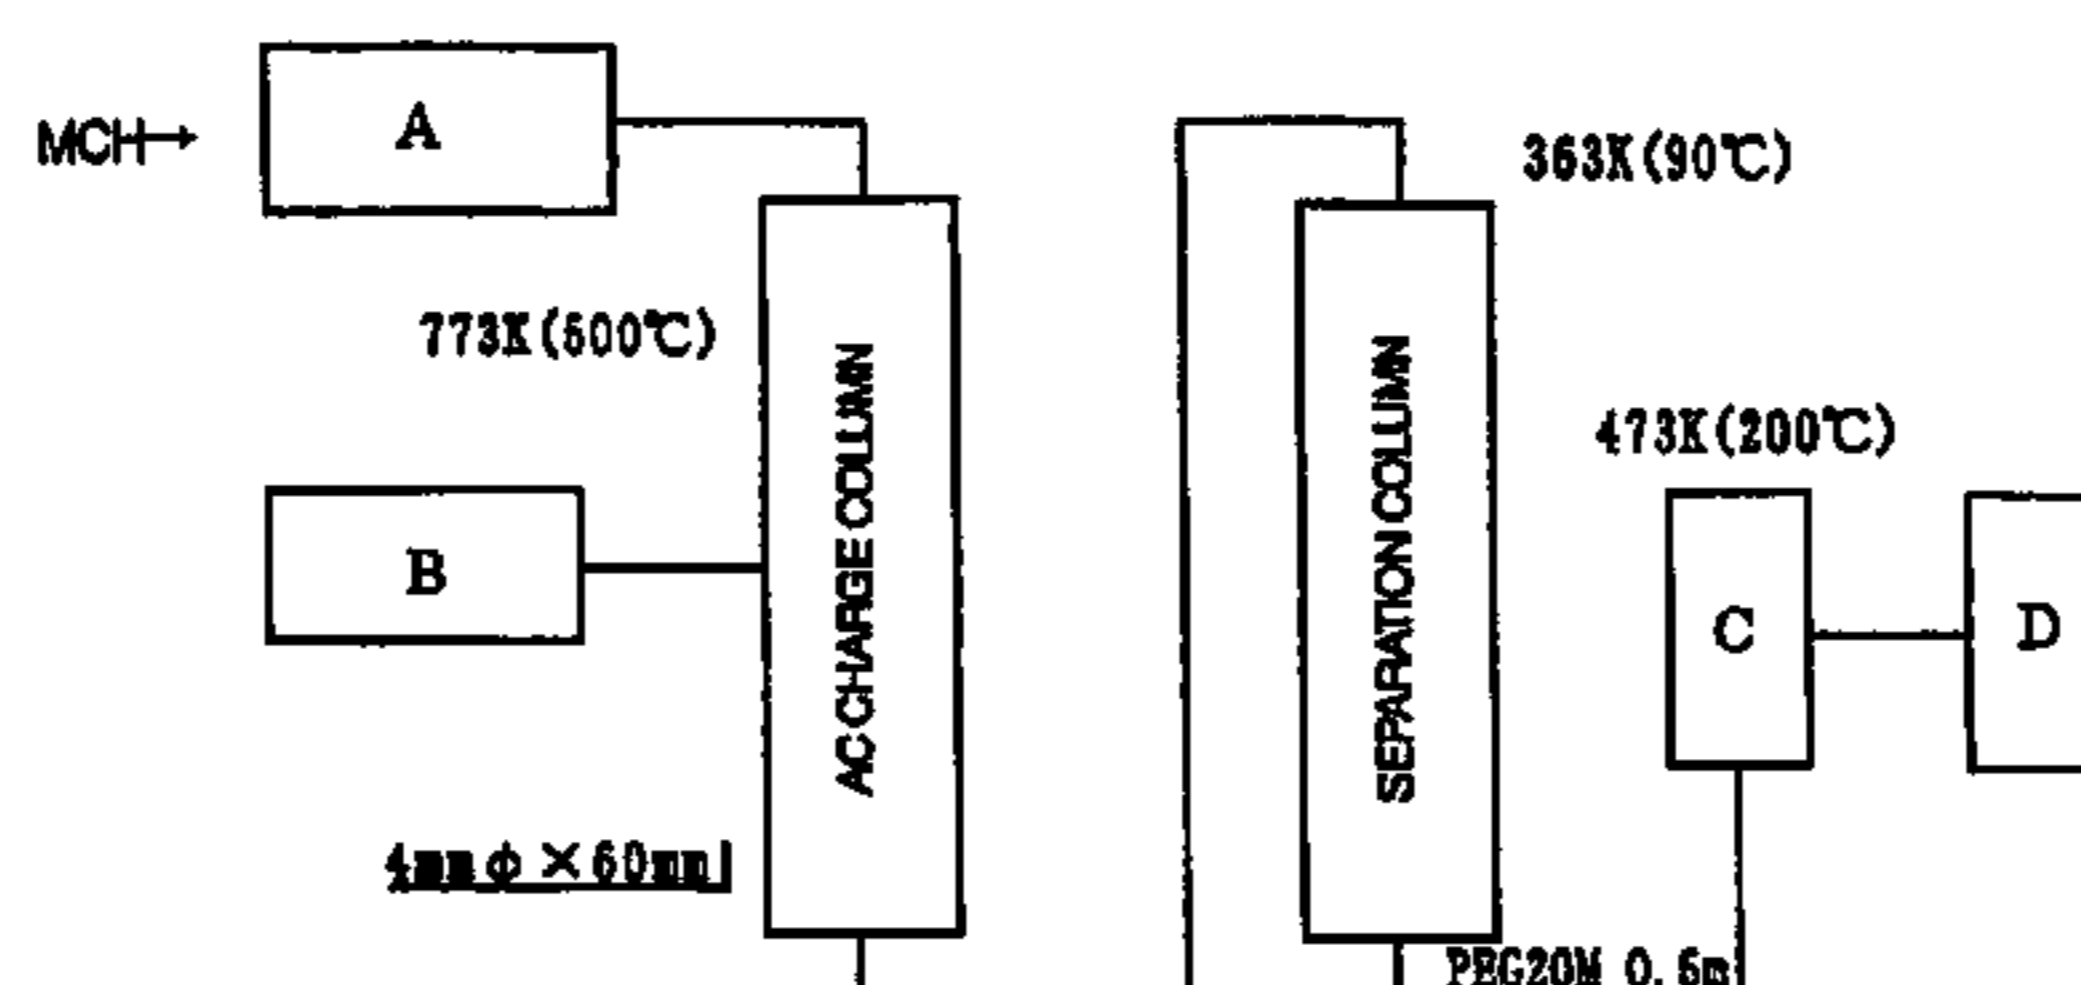 A
MCH
363K(90℃)
773K(500℃)
AC CHARGE COLUMN
SEPARATION COLUMN
473K(200℃)
B
C
D
4mmφ×60mm
PEG20M 0.5m